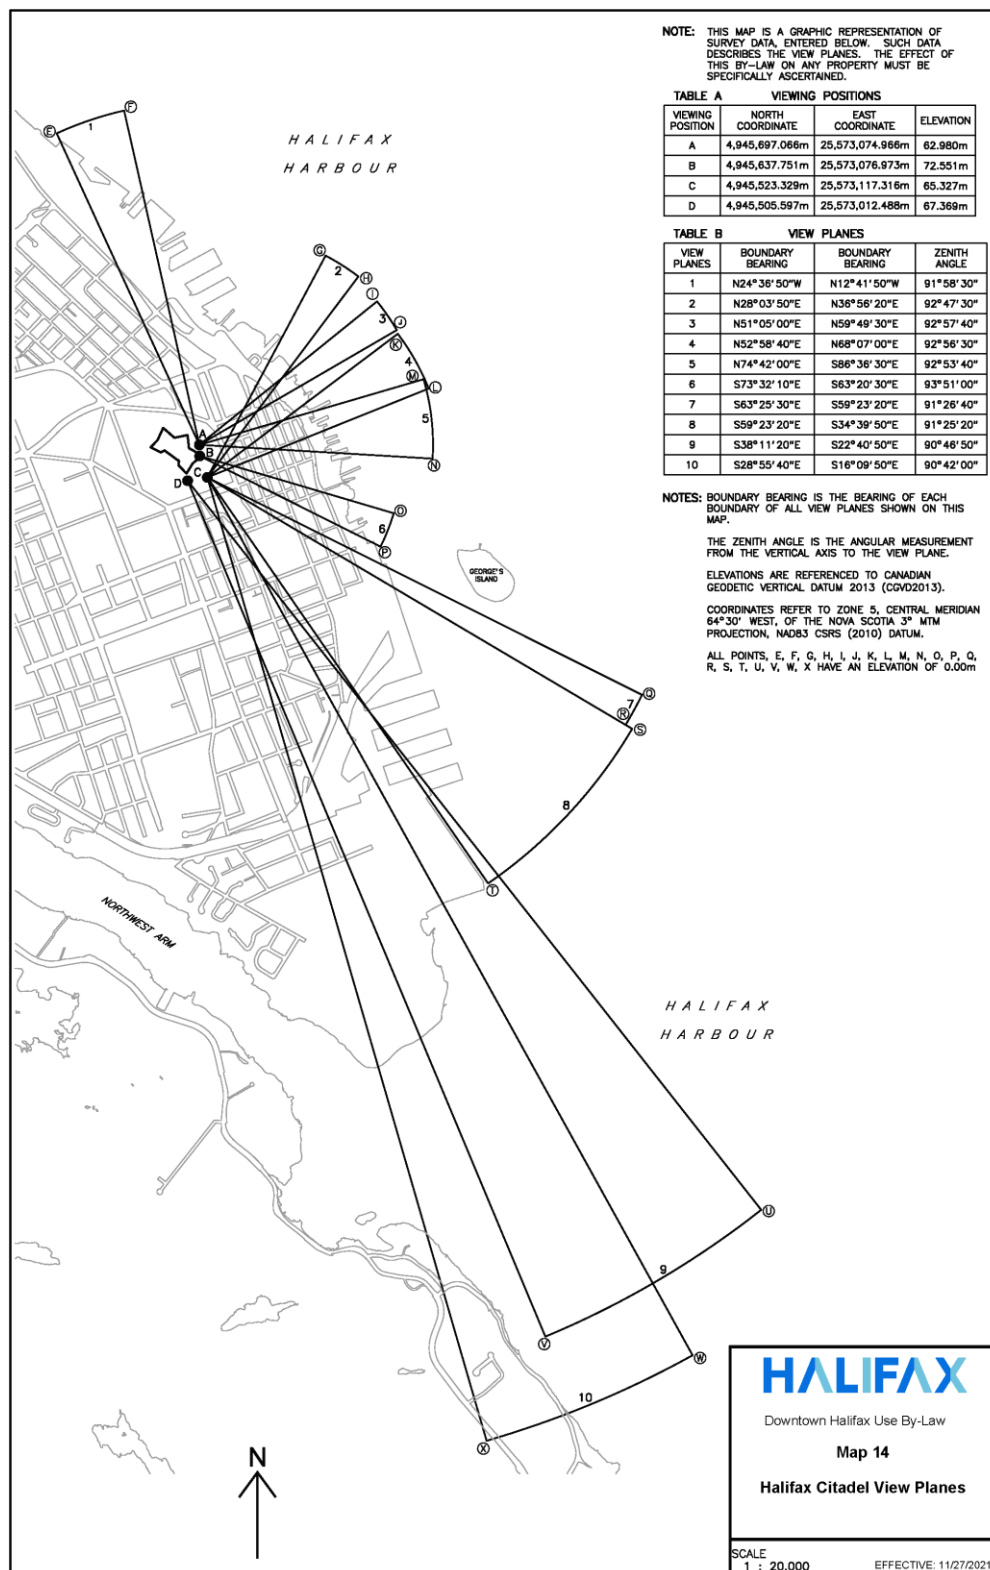 NOTE: THIS MAP IS A GRAPHIC REPRESENTATION OF
SURVEY DATA, ENTERED BELOW. SUCH DATA
DESCRIBES THE VIEW PLANES. THE EFFECT OF
THIS BY-LAW ON ANY PROPERTY MUST BE
SPECIFICALLY ASCERTAINED.
TABLE A VIEWING POSITIONS
VIEWING POSITION NORTH COORDINATE EAST COORDINATE ELEVATION
A 4,945,697.066m 25,573,074.966m 62.980m
B 4,945,637.751m 25,573,076.973m 72.551m
C 4,945,523.329m 25,573,117.316m 65.327m
D 4,945,505.597m 25,573,012.488m 67.369m
TABLE B VIEW PLANES
VIEW PLANES BOUNDARY BEARING BOUNDARY BEARING ZENITH ANGLE
1 N24°36'50"W N12°41'50"W 91°58'30"
2 N28°03'50"E N36°56'20"E 92°47'30"
3 N51°05'00"E N59°49'30"E 92°57'40"
4 N52°58'40"E N68°07'00"E 92°56'30"
5 N74°42'00"E S86°36'30"E 92°53'40"
6 S73°32'10"E S63°20'30"E 93°51'00"
7 S63°25'30"E S59°23'20"E 91°26'40"
8 S59°23'20"E S34°39'50"E 91°25'20"
9 S38°11'20"E S22°40'50"E 90°46'50"
10 S28°55'40"E S16°09'50"E 90°42'00"
NOTES: BOUNDARY BEARING IS THE BEARING OF EACH
BOUNDARY OF ALL VIEW PLANES SHOWN ON THIS
MAP.
THE ZENITH ANGLE IS THE ANGULAR MEASUREMENT
FROM THE VERTICAL AXIS TO THE VIEW PLANE.
ELEVATIONS ARE REFERENCED TO CANADIAN
GEODETIC VERTICAL DATUM 2013 (CGVD2013).
COORDINATES REFER TO ZONE 5, CENTRAL MERIDIAN
64°30' WEST, OF THE NOVA SCOTIA 3° MTM
PROJECTION, NAD83 CSRS (2010) DATUM.
ALL POINTS, E, F, G, H, I, J, K, L, M, N, O, P, Q,
R, S, T, U, V, W, X HAVE AN ELEVATION OF 0.00m
F
E
1
HALIFAX
HARBOUR
G
2
H
I
3
J
K
4
M
L
5
A
B
N
C
D
O
6
P
GEORGE'S
ISLAND
Q
7
R
S
8
T
NORTHWEST ARM
HALIFAX
HARBOUR
U
9
V
W
10
X
N
HALIFAX
Downtown Halifax Use By-Law
Map 14
Halifax Citadel View Planes
SCALE
1 : 20,000
EFFECTIVE: 11/27/2021